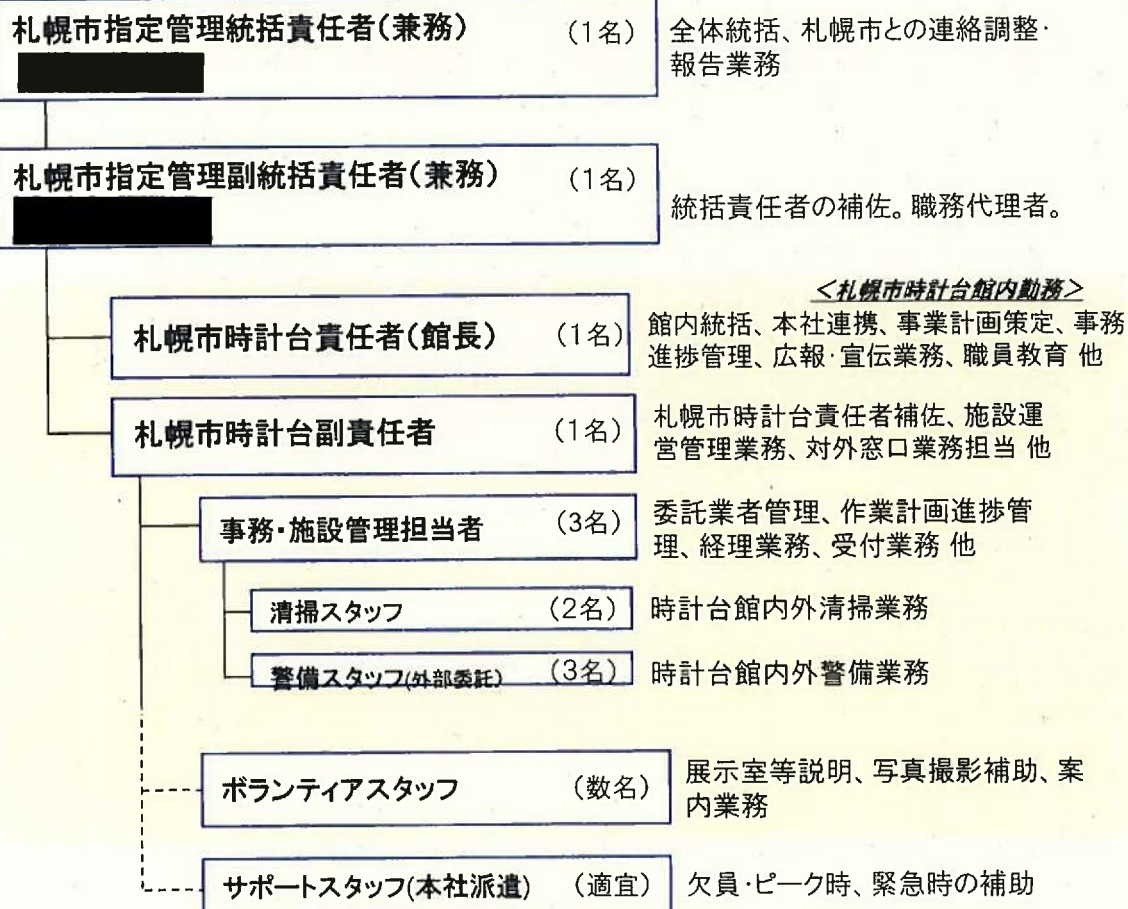 札幌市指定管理統括責任者(兼務) (1名)
全体統括、札幌市との連絡調整・
報告業務
札幌市指定管理副統括責任者(兼務) (1名)
統括責任者の補佐。職務代理者。
<札幌市時計台館内勤務>
札幌市時計台責任者(館長) (1名)
館内統括、本社連携、事業計画策定、事務
進捗管理、広報・宣伝業務、職員教育 他
札幌市時計台副責任者 (1名)
札幌市時計台責任者補佐、施設運
営管理業務、対外窓口業務担当 他
事務・施設管理担当者 (3名)
委託業者管理、作業計画進捗管
理、経理業務、受付業務 他
清掃スタッフ (2名)
時計台館内外清掃業務
警備スタッフ(外部委託) (3名)
時計台館内外警備業務
ボランティアスタッフ (数名)
展示室等説明、写真撮影補助、案
内業務
サポートスタッフ(本社派遣) (適宜)
欠員・ピーク時、緊急時の補助